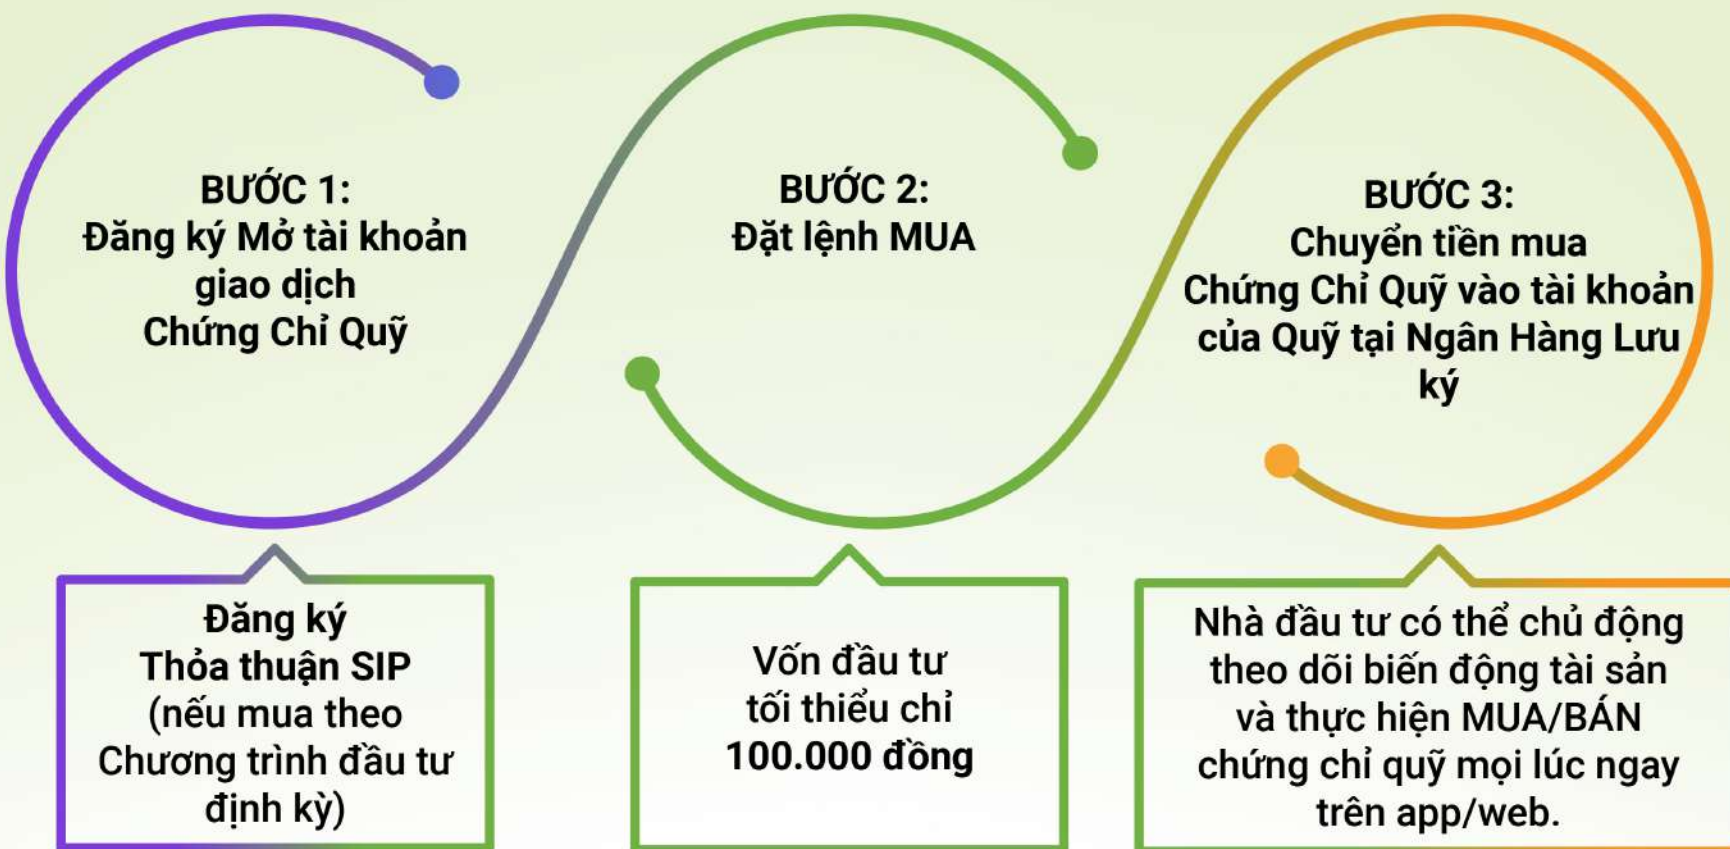 BƯỚC 1:
Đăng ký Mở tài khoản
giao dịch
Chứng Chỉ Quỹ
BƯỚC 2:
Đặt lệnh MUA
BƯỚC 3:
Chuyển tiền mua
Chứng Chỉ Quỹ vào tài khoản
của Quỹ tại Ngân Hàng Lưu
ký
Đăng ký
Thỏa thuận SIP
(nếu mua theo
Chương trình đầu tư
định kỳ)
Vốn đầu tư
tối thiểu chỉ
100.000 đồng
Nhà đầu tư có thể chủ động
theo dõi biến động tài sản
và thực hiện MUA/BÁN
chứng chỉ quỹ mọi lúc ngay
trên app/web.